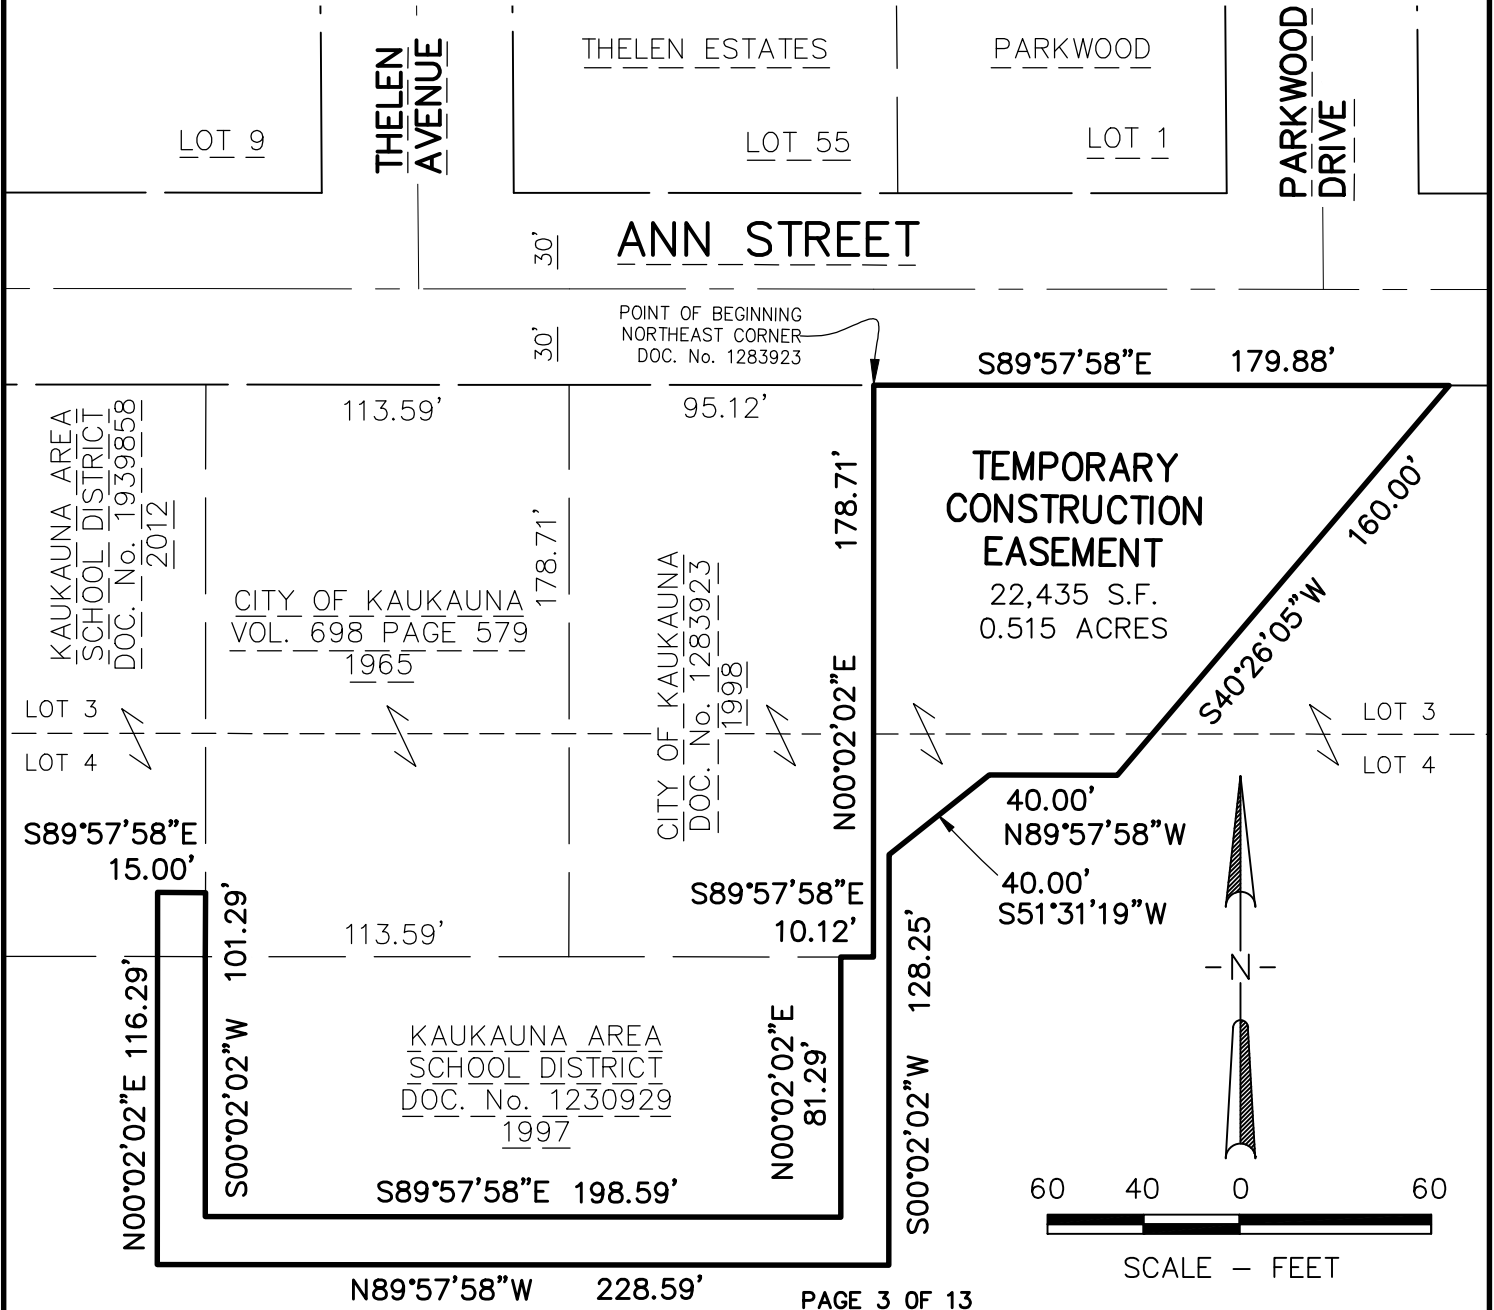 THELEN
AVENUE
THELEN ESTATES
PARKWOOD
PARKWOOD
DRIVE
LOT 9
LOT 55
LOT 1
30'
ANN STREET
30'
POINT OF BEGINNING
NORTHEAST CORNER
DOC. No. 1283923
S89°57'58"E 179.88'
113.59'
95.12'
KAUKAUNA AREA
SCHOOL DISTRICT
DOC. No. 1939858
2012
178.71'
178.71'
TEMPORARY
CONSTRUCTION
EASEMENT
22,435 S.F.
0.515 ACRES
160.00'
S40°26'05"W
CITY OF KAUKAUNA
VOL. 698 PAGE 579
1965
CITY OF KAUKAUNA
DOC. No. 1283923
1998
N00°02'02"E
LOT 3
LOT 4
LOT 3
LOT 4
S89°57'58"E
15.00'
40.00'
N89°57'58"W
40.00'
S51°31'19"W
S89°57'58"E
10.12'
113.59'
N00°02'02"E 116.29'
S00°02'02"W 101.29'
KAUKAUNA AREA
SCHOOL DISTRICT
DOC. No. 1230929
1997
N00°02'02"E
81.29'
S00°02'02"W 128.25'
-N-
S89°57'58"E 198.59'
60 40 0 60
SCALE - FEET
N89°57'58"W 228.59'
PAGE 3 OF 13